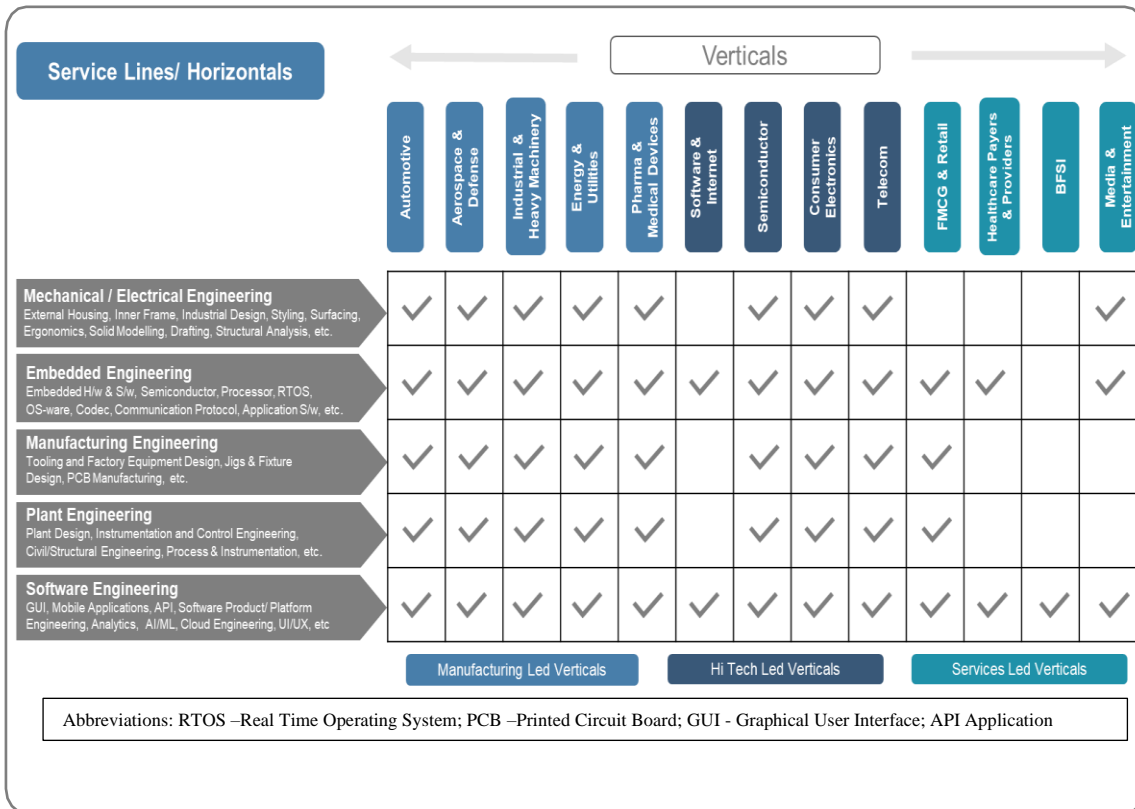 Verticals
Service Lines/ Horizontals
Automotive
Aerospace &
Defense
Industrial &
Heavy Machinery
Energy &
Utilities
Pharma &
Medical Devices
Software &
Internet
Semiconductor
Consumer
Electronics
Telecom
FMCG & Retail
Healthcare Payers
& Providers
BFSI
Media &
Entertainment
Mechanical / Electrical Engineering
External Housing, Inner Frame, Industrial Design, Styling, Surfacing,
Ergonomics, Solid Modelling, Drafting, Structural Analysis, etc.
Embedded Engineering
Embedded H/w & S/w, Semiconductor, Processor, RTOS,
OS-ware, Codec, Communication Protocol, Application S/w, etc.
Manufacturing Engineering
Tooling and Factory Equipment Design, Jigs & Fixture
Design, PCB Manufacturing, etc.
Plant Engineering
Plant Design, Instrumentation and Control Engineering,
Civil/Structural Engineering, Process & Instrumentation, etc.
Software Engineering
GUI, Mobile Applications, API, Software Product/ Platform
Engineering, Analytics, AI/ML, Cloud Engineering, UI/UX, etc
Manufacturing Led Verticals
Hi Tech Led Verticals
Services Led Verticals
Abbreviations: RTOS –Real Time Operating System; PCB –Printed Circuit Board; GUI - Graphical User Interface; API Application